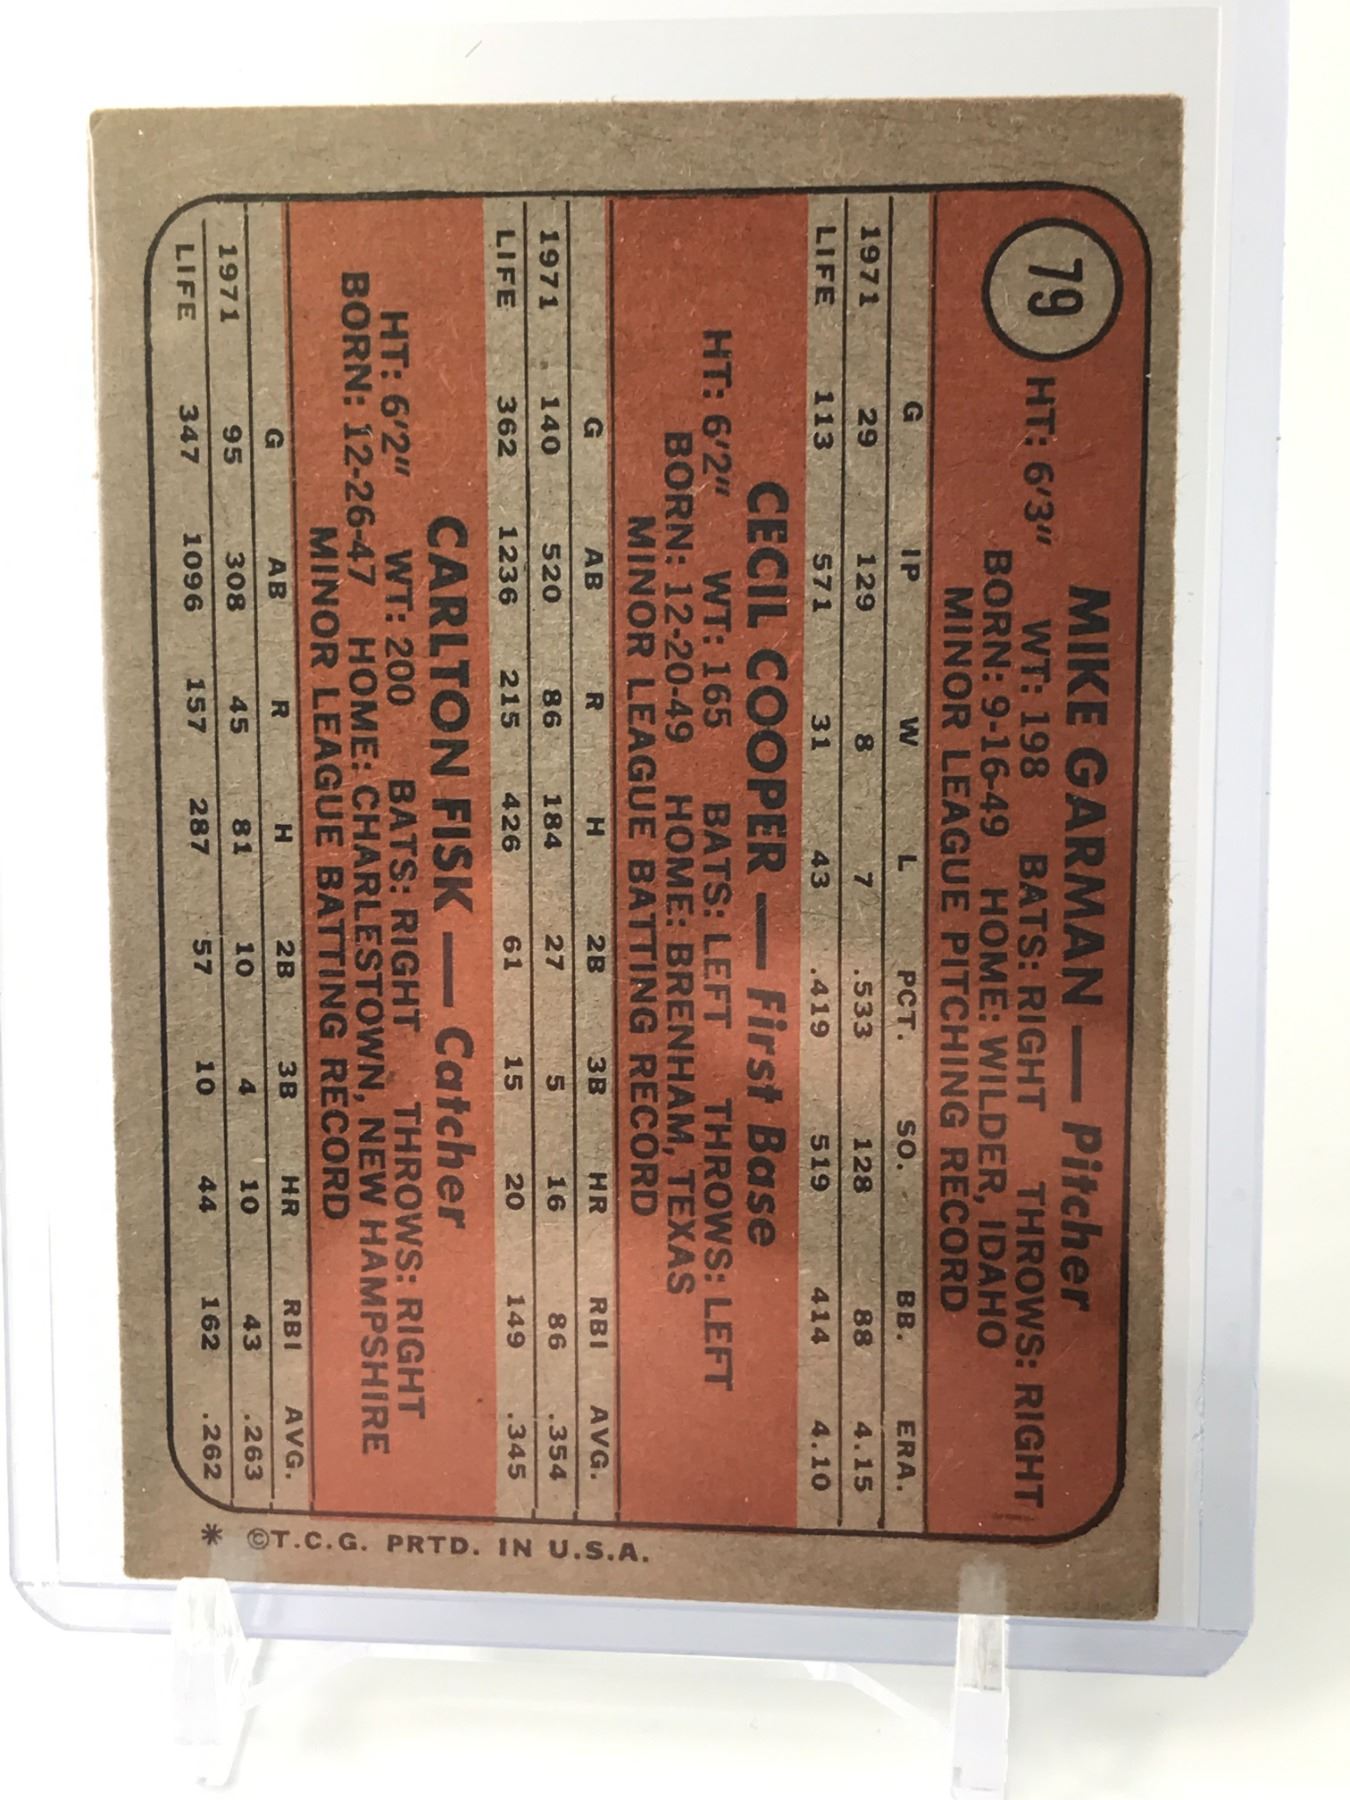 79
MIKE GARMAN — Pitcher
HT: 6'3" WT: 198 BATS: RIGHT THROWS: RIGHT
BORN: 9-16-49 HOME: WILDER, IDAHO
MINOR LEAGUE PITCHING RECORD
G IP W L PCT. SO. BB. ERA.
1971 29 129 8 7 .533 128 88 4.15
LIFE 113 571 31 43 .419 519 414 4.10
CECIL COOPER — First Base
HT: 6'2" WT: 165 BATS: LEFT THROWS: LEFT
BORN: 12-20-49 HOME: BRENHAM, TEXAS
MINOR LEAGUE BATTING RECORD
G AB R H 2B 3B HR RBI AVG.
1971 140 520 86 184 27 5 16 86 .354
LIFE 362 1236 215 426 61 15 20 149 .345
CARLTON FISK — Catcher
HT: 6'2" WT: 200 BATS: RIGHT THROWS: RIGHT
BORN: 12-26-47 HOME: CHARLESTOWN, NEW HAMPSHIRE
MINOR LEAGUE BATTING RECORD
G AB R H 2B 3B HR RBI AVG.
1971 95 308 45 81 10 4 10 43 .263
LIFE 347 1096 157 287 57 10 44 162 .262
* ©T.C.G. PRTD. IN U.S.A.